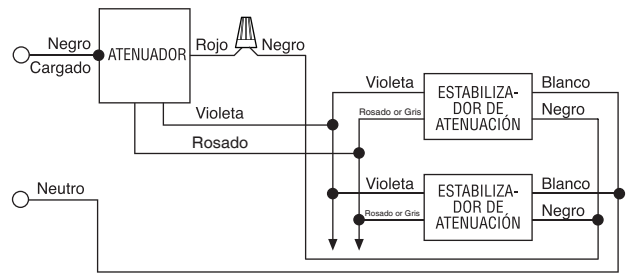 Negro
Cargado
ATENUADOR
Rojo
Negro
Violeta
Rosado
Violeta
Rosado or Gris
ESTABILIZA-
DOR DE
ATENUACIÓN
Blanco
Negro
Violeta
Rosado or Gris
ESTABILIZA-
DOR DE
ATENUACIÓN
Blanco
Negro
Neutro